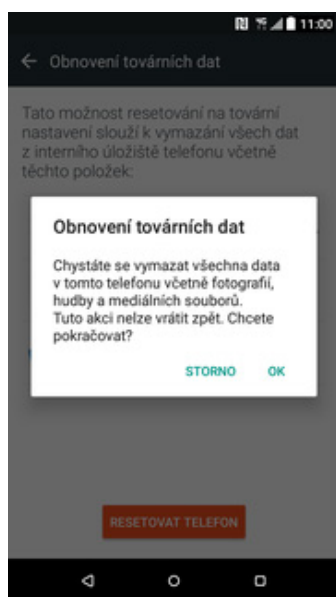 11:00
Obnovení továrních dat
Tato možnost resetování na tovární
nastavení slouží k vymazání všech dat
z interního úložiště telefonu včetně
těchto položek:
Obnovení továrních dat
Chystáte se vymazat všechna data
v tomto telefonu včetně fotografií,
hudby a mediálních souborů.
Tuto akci nelze vrátit zpět. Chcete
pokračovat?
STORNO OK
RESETOVAT TELEFON